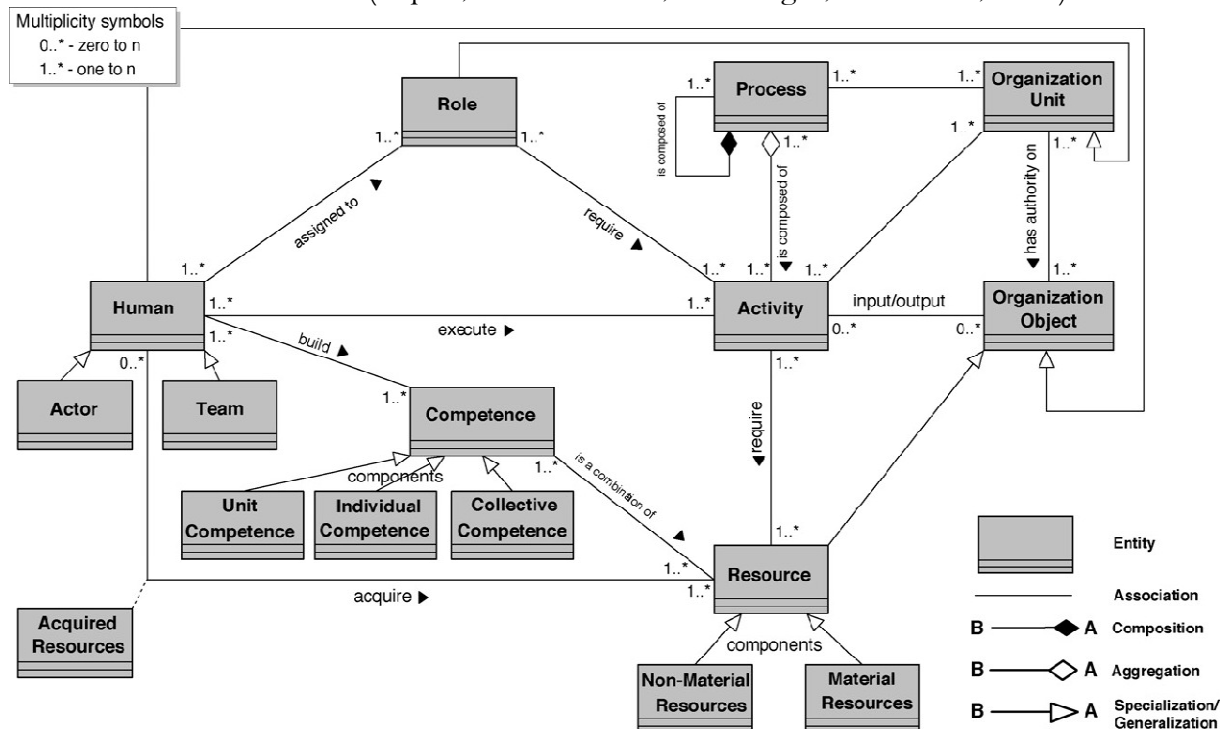 Multiplicity symbols
0..* - zero to n
1..* - one to n
Role
1..*
1..*
Process
1..*
1..*
1..*
is composed of
is composed of
1..*
Organization
Unit
1..*
1..*
1..*
has authority on
assigned to
require
1..*
1..*
1..*
1..*
1..*
Human
1..*
1..*
0..*
execute
1..*
Activity
0..*
1..*
input/output
0..*
Organization
Object
Actor
Team
build
1..*
Competence
1..*
components
Unit
Competence
Individual
Competence
Collective
Competence
is a combination of
require
1..*
1..*
1..*
Resource
acquire
Acquired
Resources
components
Non-Material
Resources
Material
Resources
Entity
Association
B A Composition
B A Aggregation
B A Specialization/
Generalization